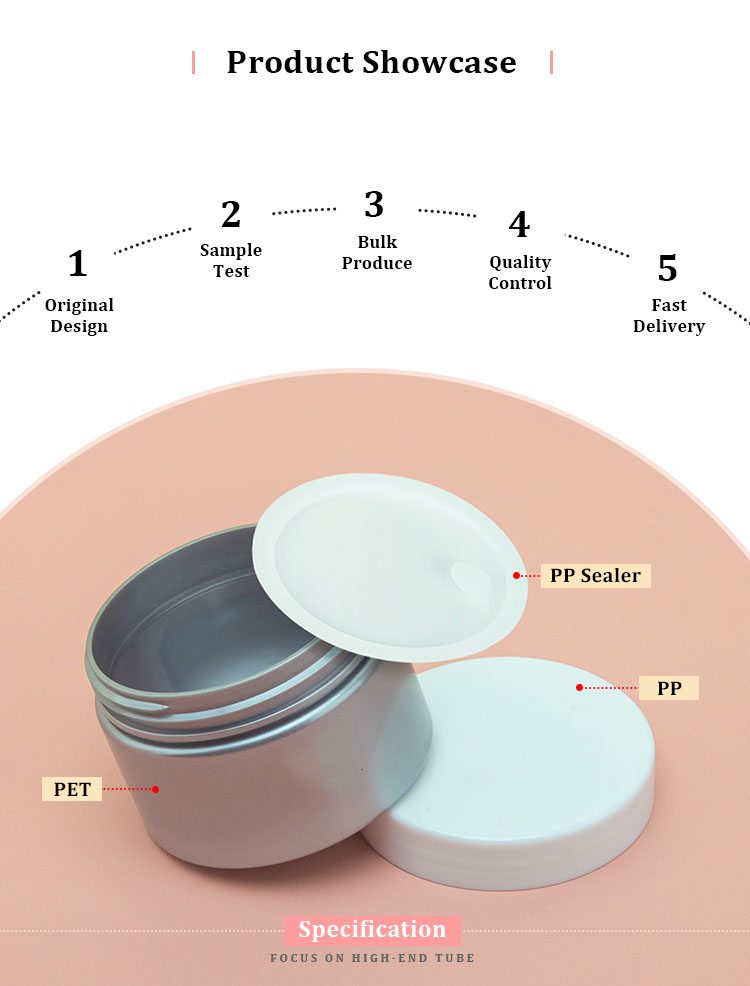 Product Showcase
1
Original
Design
2
Sample
Test
3
Bulk
Produce
4
Quality
Control
5
Fast
Delivery
PP Sealer
PP
PET
Specification
FOCUS ON HIGH-END TUBE